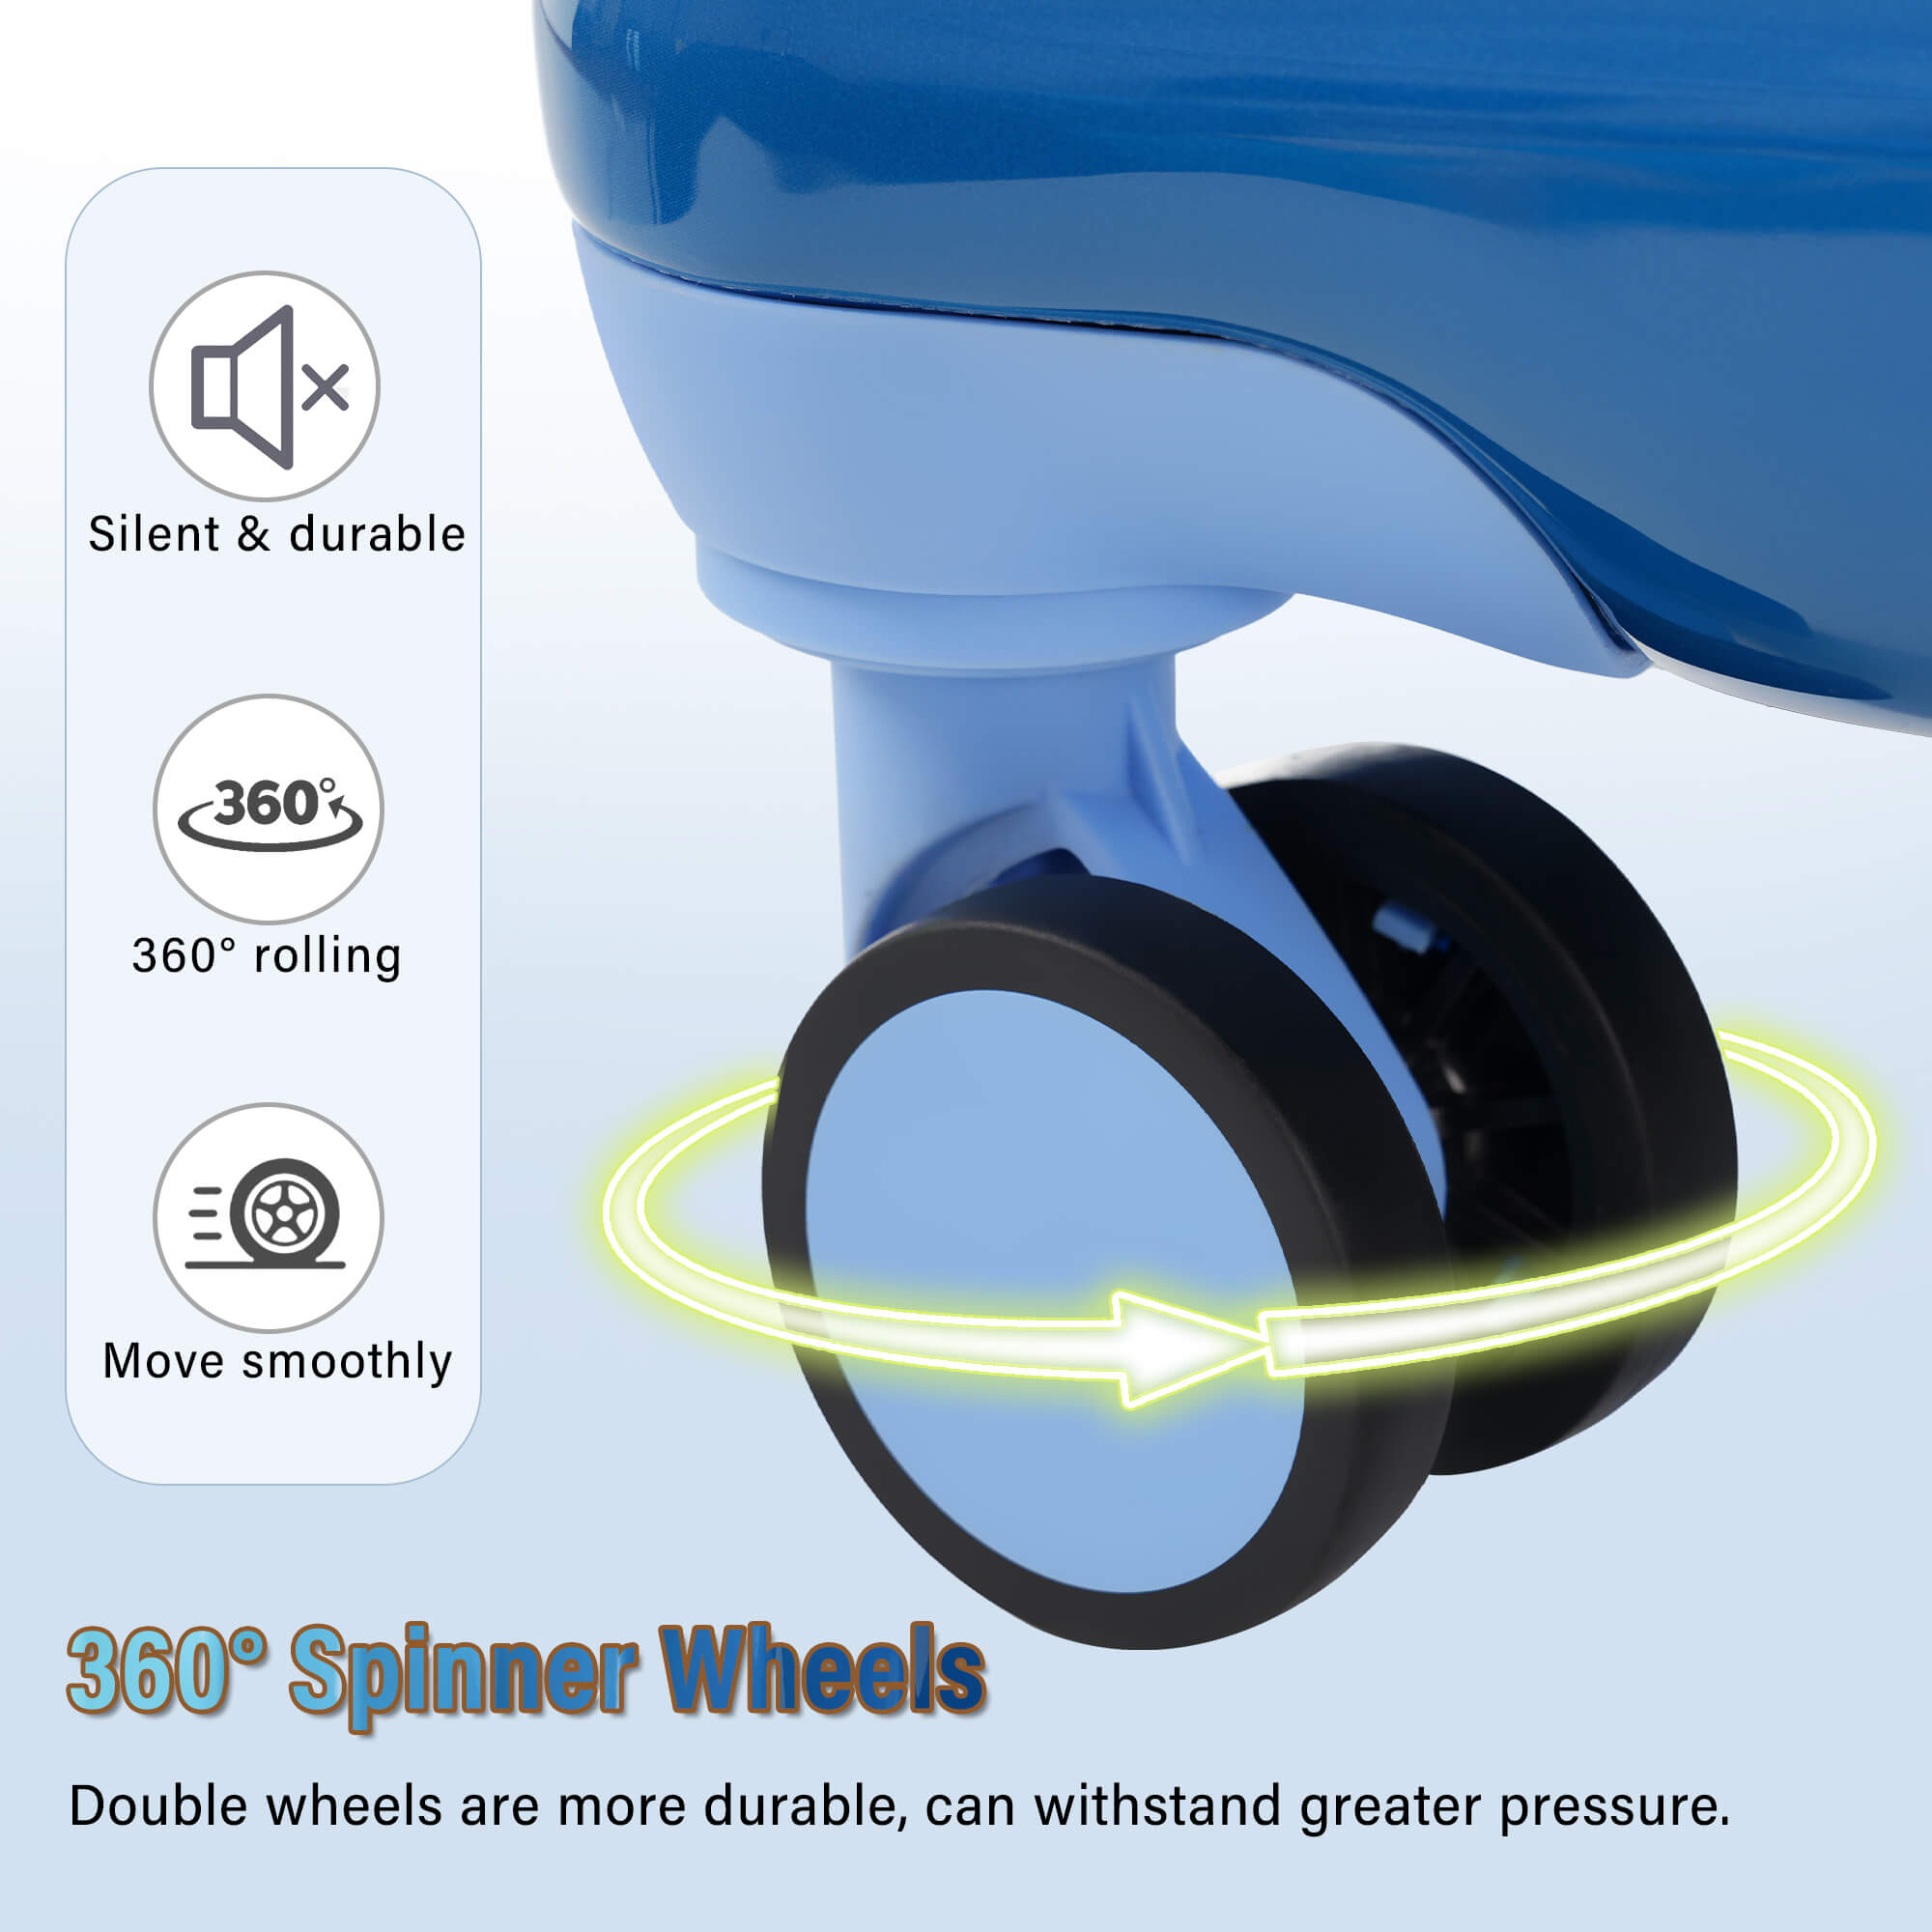 Silent & durable
360°
360° rolling
Move smoothly
360° Spinner Wheels
Double wheels are more durable, can withstand greater pressure.